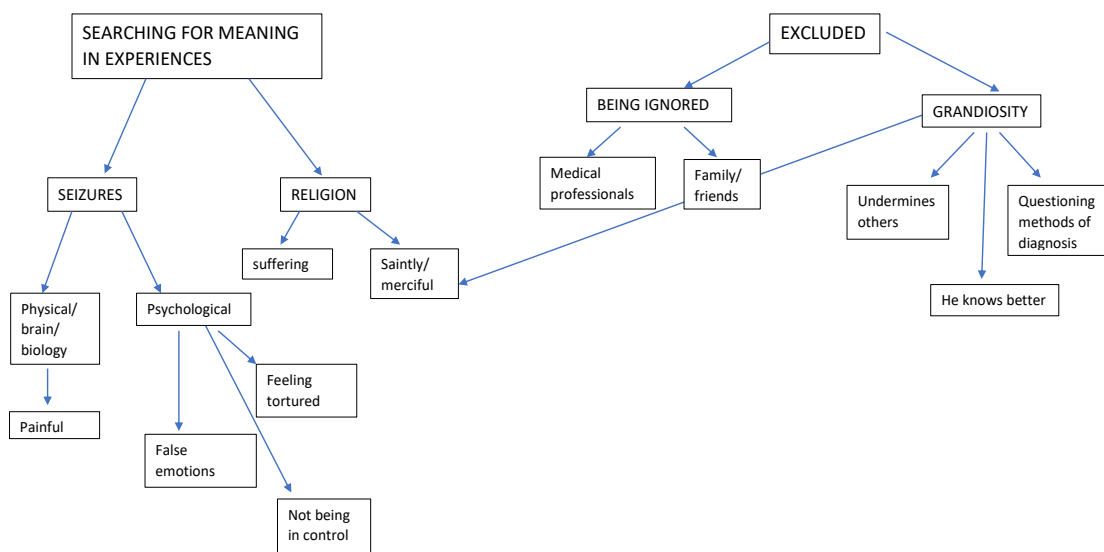 SEARCHING FOR MEANING
IN EXPERIENCES
EXCLUDED
BEING IGNORED
GRANDIOSITY
Medical
professionals
Family/
friends
SEIZURES
RELIGION
Undermines
others
Questioning
methods of
diagnosis
suffering
Saintly/
merciful
He knows better
Physical/
brain/
biology
Psychological
Feeling
tortured
Painful
False
emotions
Not being
in control